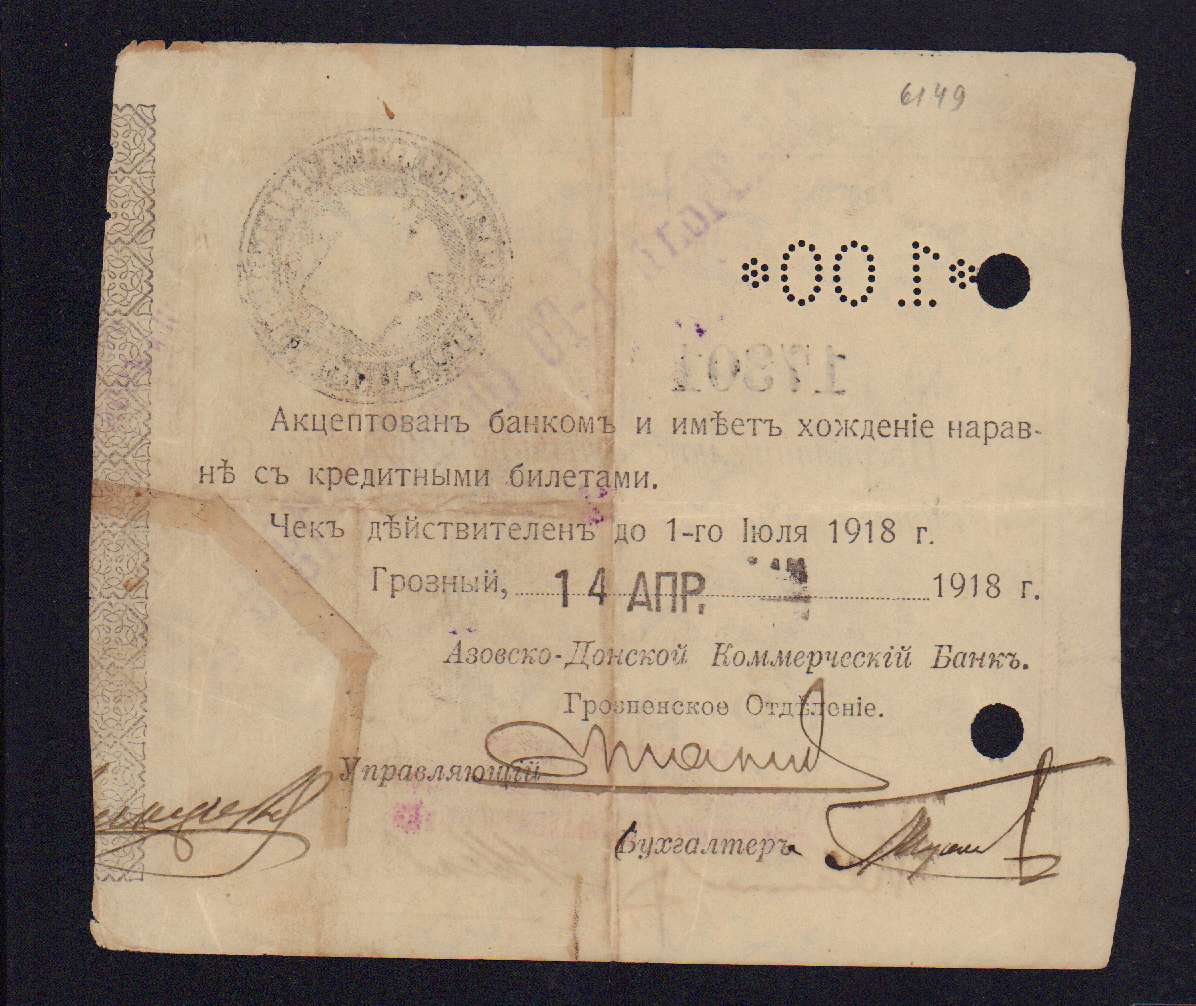 6149
*001*
17301
Акцептованъ банкомъ и имѣетъ хожденіе нарав-
нѣ съ кредитными билетами.
Чекъ дѣйствителенъ до 1-го Іюля 1918 г.
Грозный, 14 АПР. 1918 г.
Азовско-Донской Коммерческій Банкъ.
Грозненское Отдѣленіе.
Управляющій
Бухгалтеръ